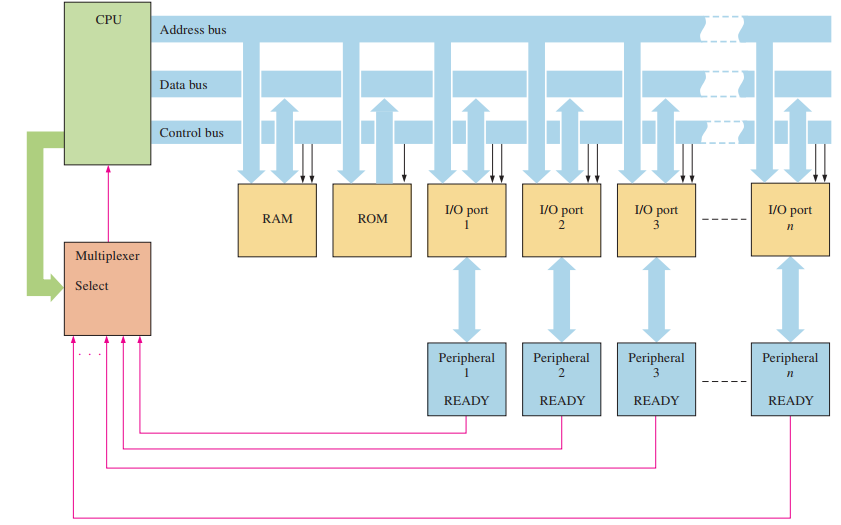 CPU
Address bus
Data bus
Control bus
RAM
ROM
I/O port
1
I/O port
2
I/O port
3
I/O port
n
Multiplexer
Select
. . .
Peripheral
1
READY
Peripheral
2
READY
Peripheral
3
READY
Peripheral
n
READY